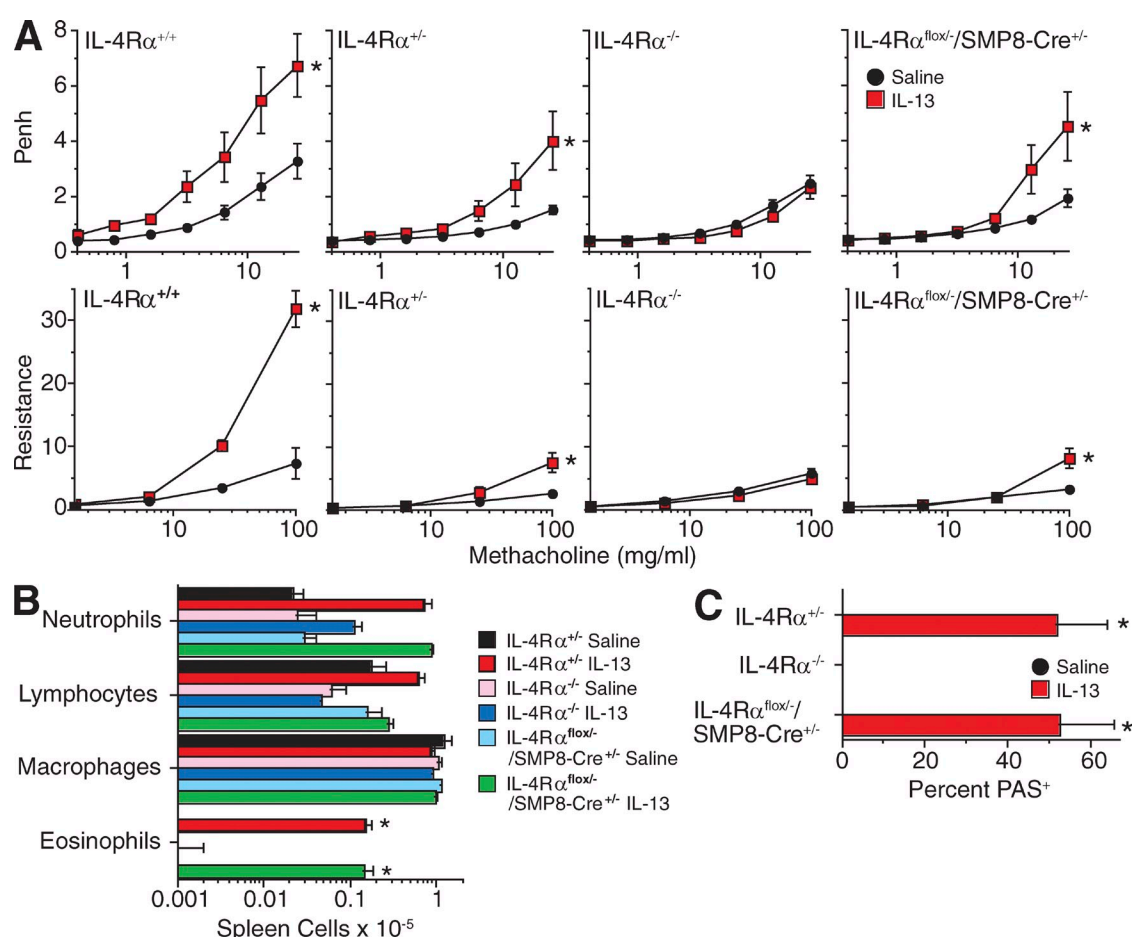 A
IL-4Rα+/+
IL-4Rα+/-
IL-4Rα-/-
IL-4Rαflox/-/SMP8-Cre+/-
Saline
IL-13
Penh
8
6
4
2
0
*
*
*
1 10
1 10
1 10
1 10
IL-4Rα+/+
IL-4Rα+/-
IL-4Rα-/-
IL-4Rαflox/-/SMP8-Cre+/-
Resistance
30
20
10
0
*
*
*
10 100
10 100
10 100
10 100
Methacholine (mg/ml)
B
Neutrophils
Lymphocytes
Macrophages
Eosinophils
*
*
0.001 0.01 0.1 1
Spleen Cells x 10-5
IL-4Rα+/- Saline
IL-4Rα+/- IL-13
IL-4Rα-/- Saline
IL-4Rα-/- IL-13
IL-4Rαflox/-
/SMP8-Cre+/- Saline
IL-4Rαflox/-
/SMP8-Cre+/- IL-13
C
IL-4Rα+/-
IL-4Rα-/-
IL-4Rαflox/-/
SMP8-Cre+/-
*
*
Saline
IL-13
0 20 40 60
Percent PAS+